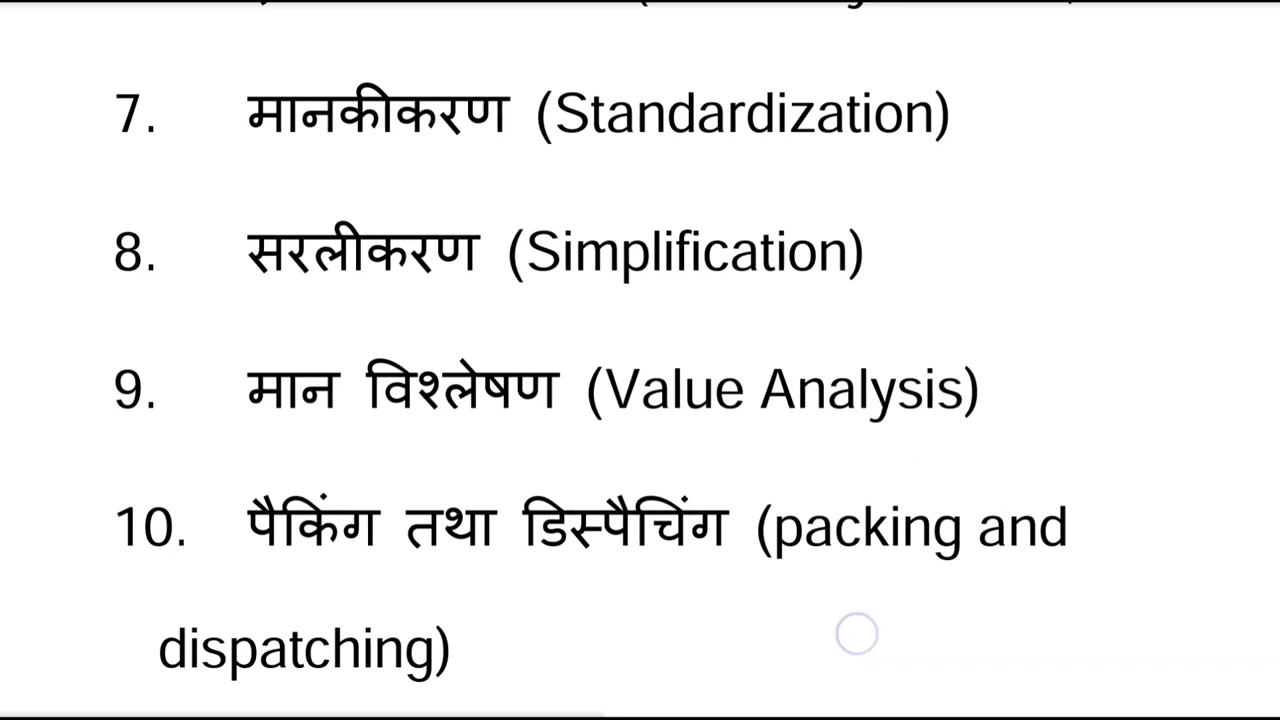 7. मानकीकरण (Standardization)
8. सरलीकरण (Simplification)
9. मान विश्लेषण (Value Analysis)
10. पैकिंग तथा डिस्पैचिंग (packing and
dispatching)